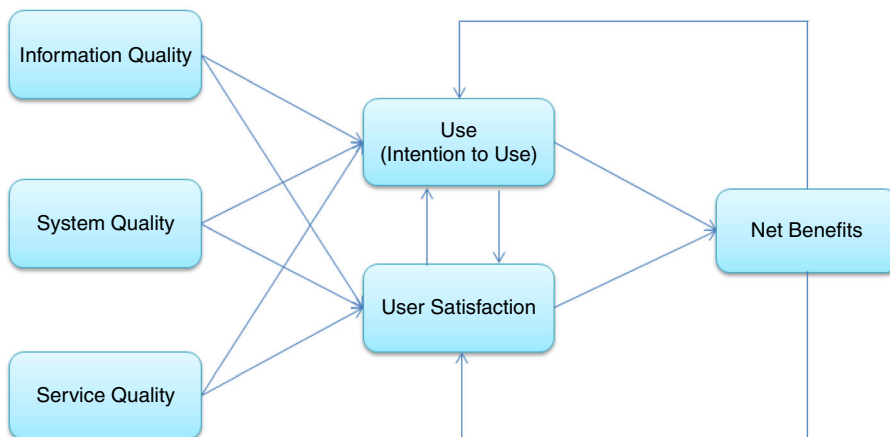 Information Quality
Use
(Intention to Use)
System Quality
Net Benefits
User Satisfaction
Service Quality